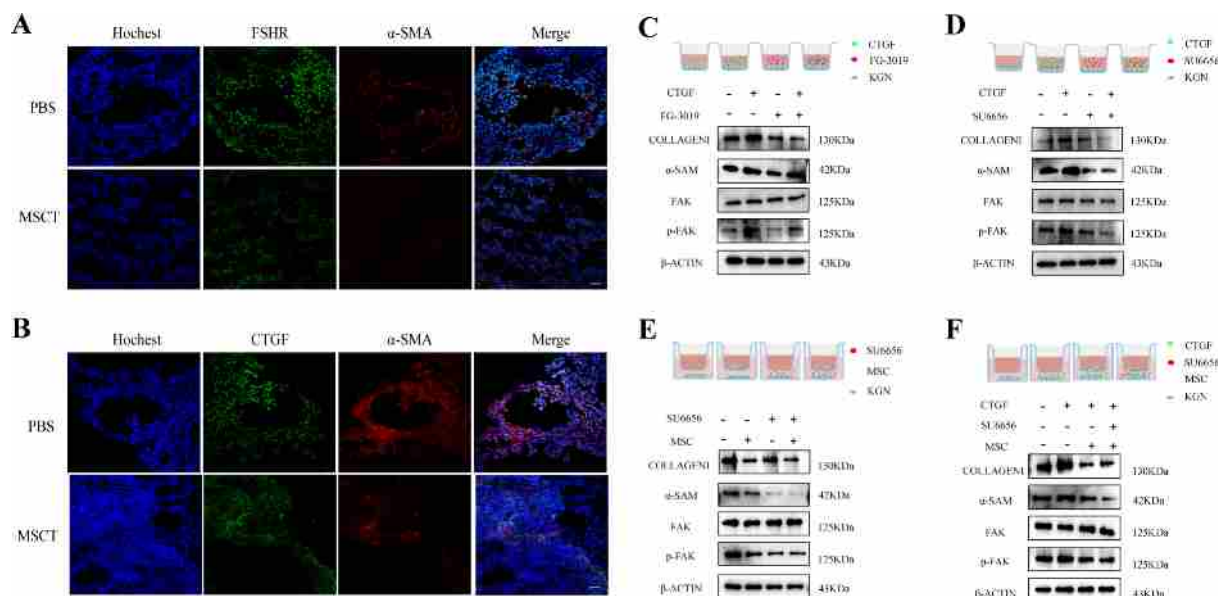 A
Hochest FSHR α-SMA Merge
PBS
MSCT
B
Hochest CTGF α-SMA Merge
PBS
MSCT
C
CTGF
FG-3019
KGN
CTGF - + - +
FG-3019 - - + +
COLLAGENI 130KDa
α-SAM 42KDa
FAK 125KDa
p-FAK 125KDa
β-ACTIN 43KDa
D
CTGF
SU6656
KGN
CTGF - + - +
SU6656 - - + +
COLLAGENI 130KDa
α-SAM 42KDa
FAK 125KDa
p-FAK 125KDa
β-ACTIN 43KDa
E
SU6656
MSC
KGN
SU6656 - - + +
MSC - + - +
COLLAGENI 130KDa
α-SAM 42KDa
FAK 125KDa
p-FAK 125KDa
β-ACTIN 43KDa
F
CTGF
SU6656
MSC
KGN
CTGF - + + +
SU6656 - - - +
MSC - - + +
COLLAGENI 130KDa
α-SAM 42KDa
FAK 125KDa
p-FAK 125KDa
β-ACTIN 43KDa